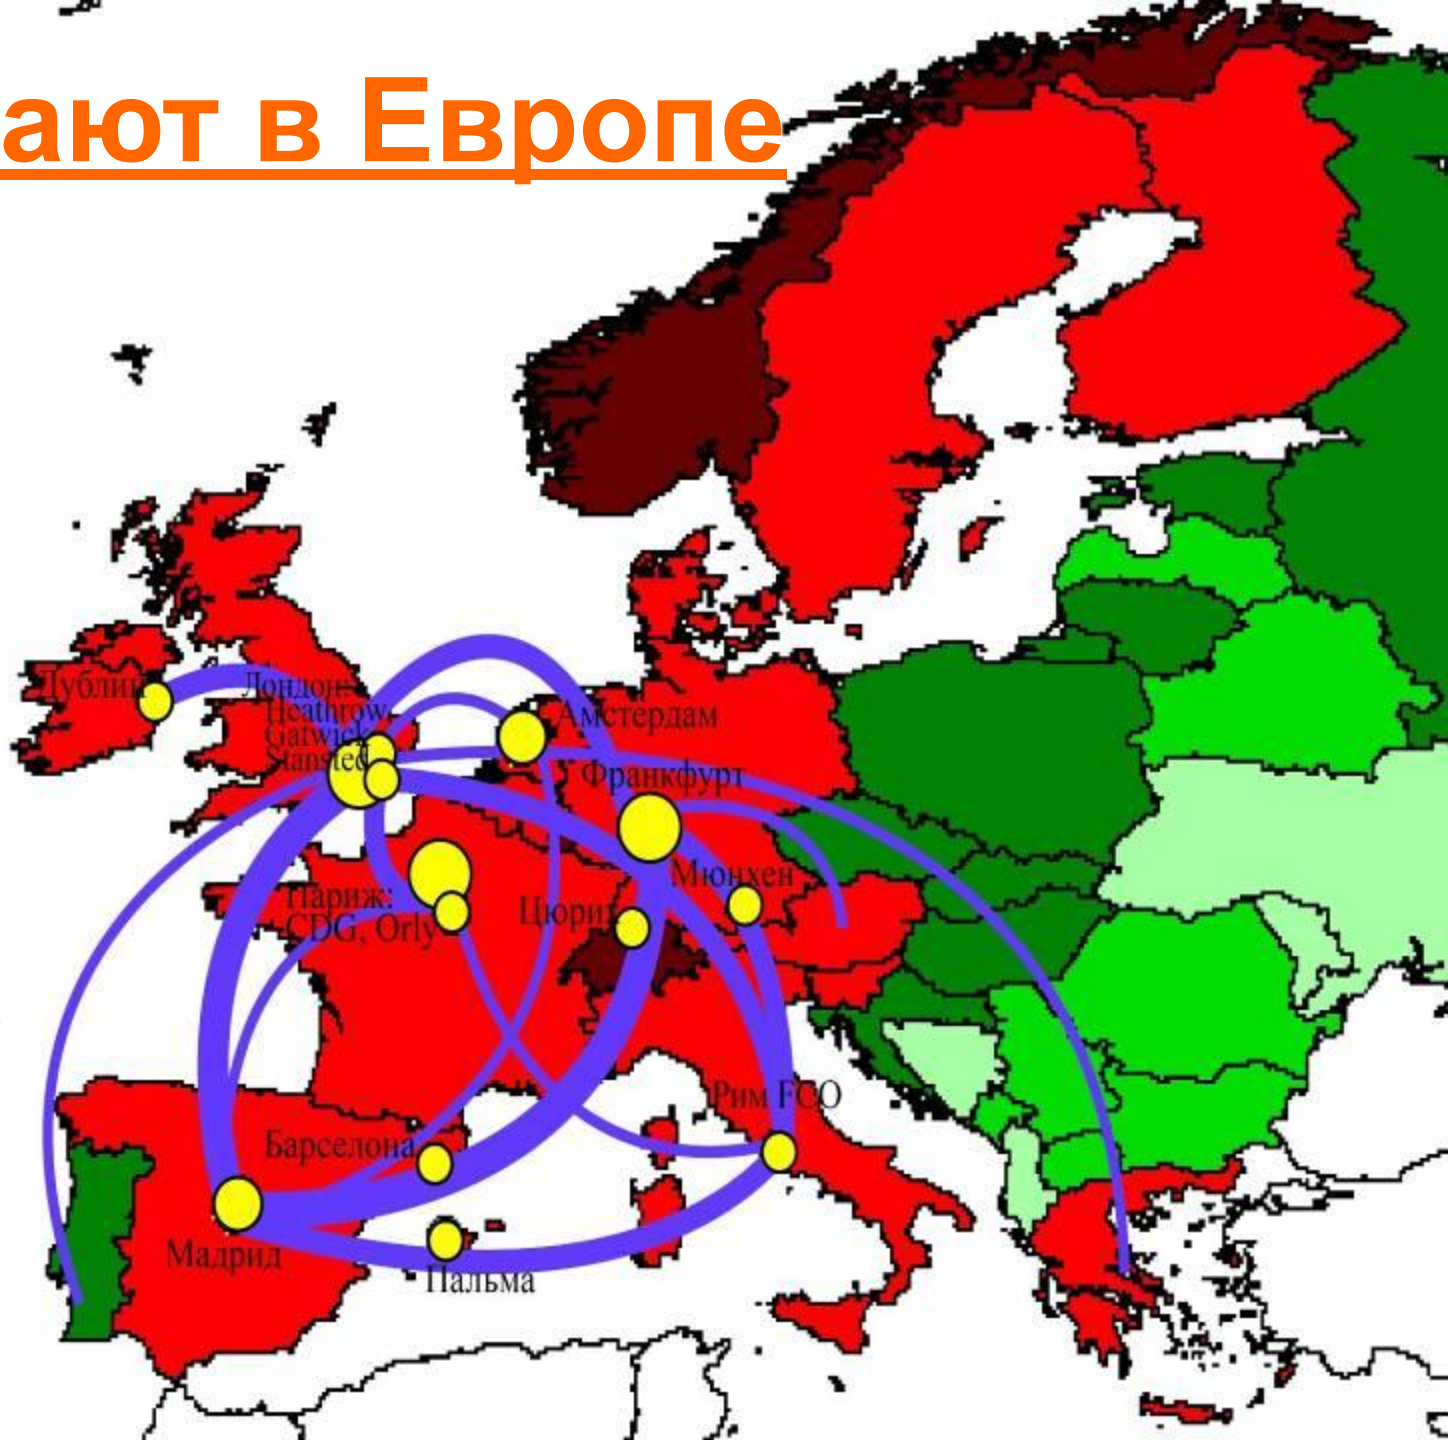 ают в Европе
Дублин
Лондон:
Heathrow
Gatwick
Stansted
Амстердам
Франкфурт
Мюнхен
Париж:
CDG, Orly
Цюрих
Рим FCO
Барселона
Мадрид
Пальма